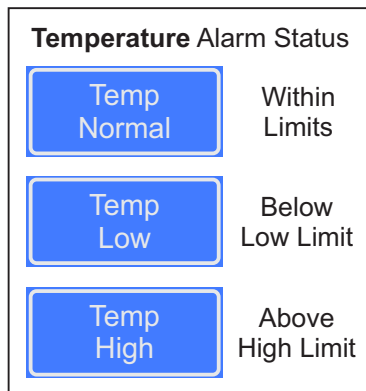 Temperature Alarm Status
Temp
Normal
Within
Limits
Temp
Low
Below
Low Limit
Temp
High
Above
High Limit